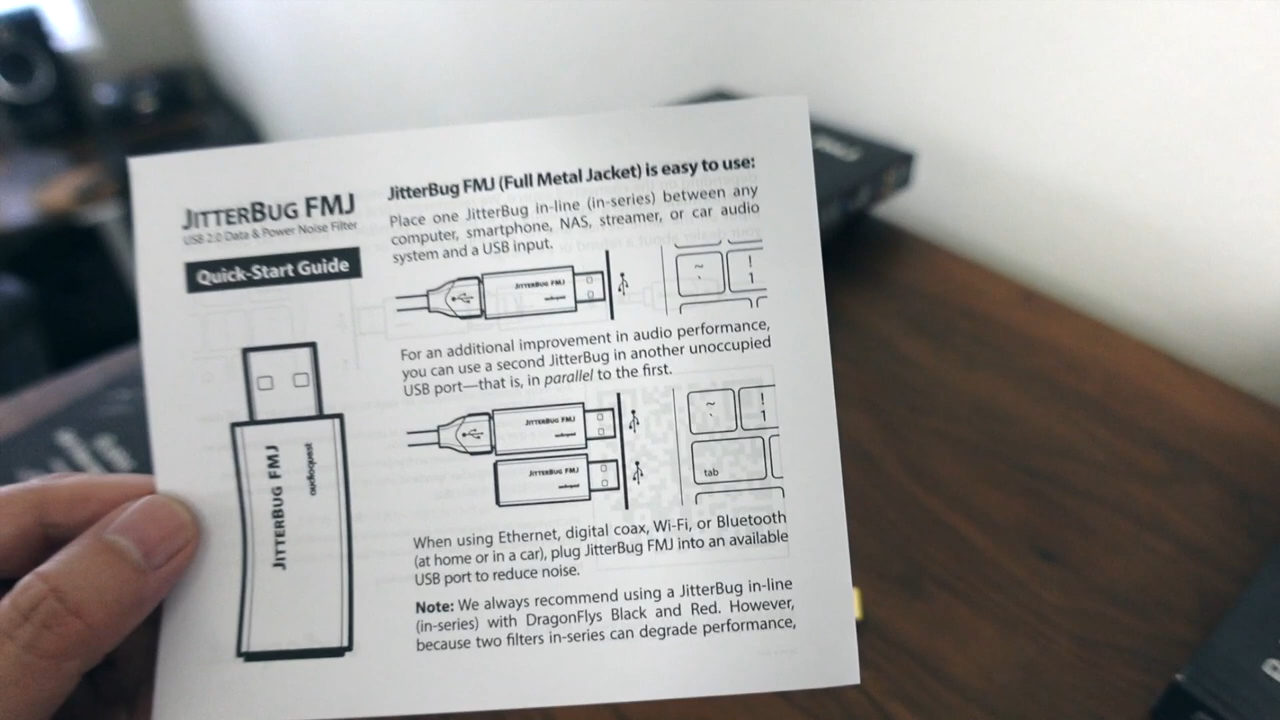 JITTERBUG FMJ
USB 2.0 Data & Power Noise Filter
Quick-Start Guide
JITTERBUG FMJ
audioquest
JitterBug FMJ (Full Metal Jacket) is easy to use:
Place one JitterBug in-line (in-series) between any
computer, smartphone, NAS, streamer, or car audio
system and a USB input.
JITTERBUG FMJ
audioquest
~
`
!
1
For an additional improvement in audio performance,
you can use a second JitterBug in another unoccupied
USB port—that is, in parallel to the first.
JITTERBUG FMJ
audioquest
JITTERBUG FMJ
audioquest
~
`
!
1
tab
When using Ethernet, digital coax, Wi-Fi, or Bluetooth
(at home or in a car), plug JitterBug FMJ into an available
USB port to reduce noise.
Note: We always recommend using a JitterBug in-line
(in-series) with DragonFlys Black and Red. However,
because two filters in-series can degrade performance,